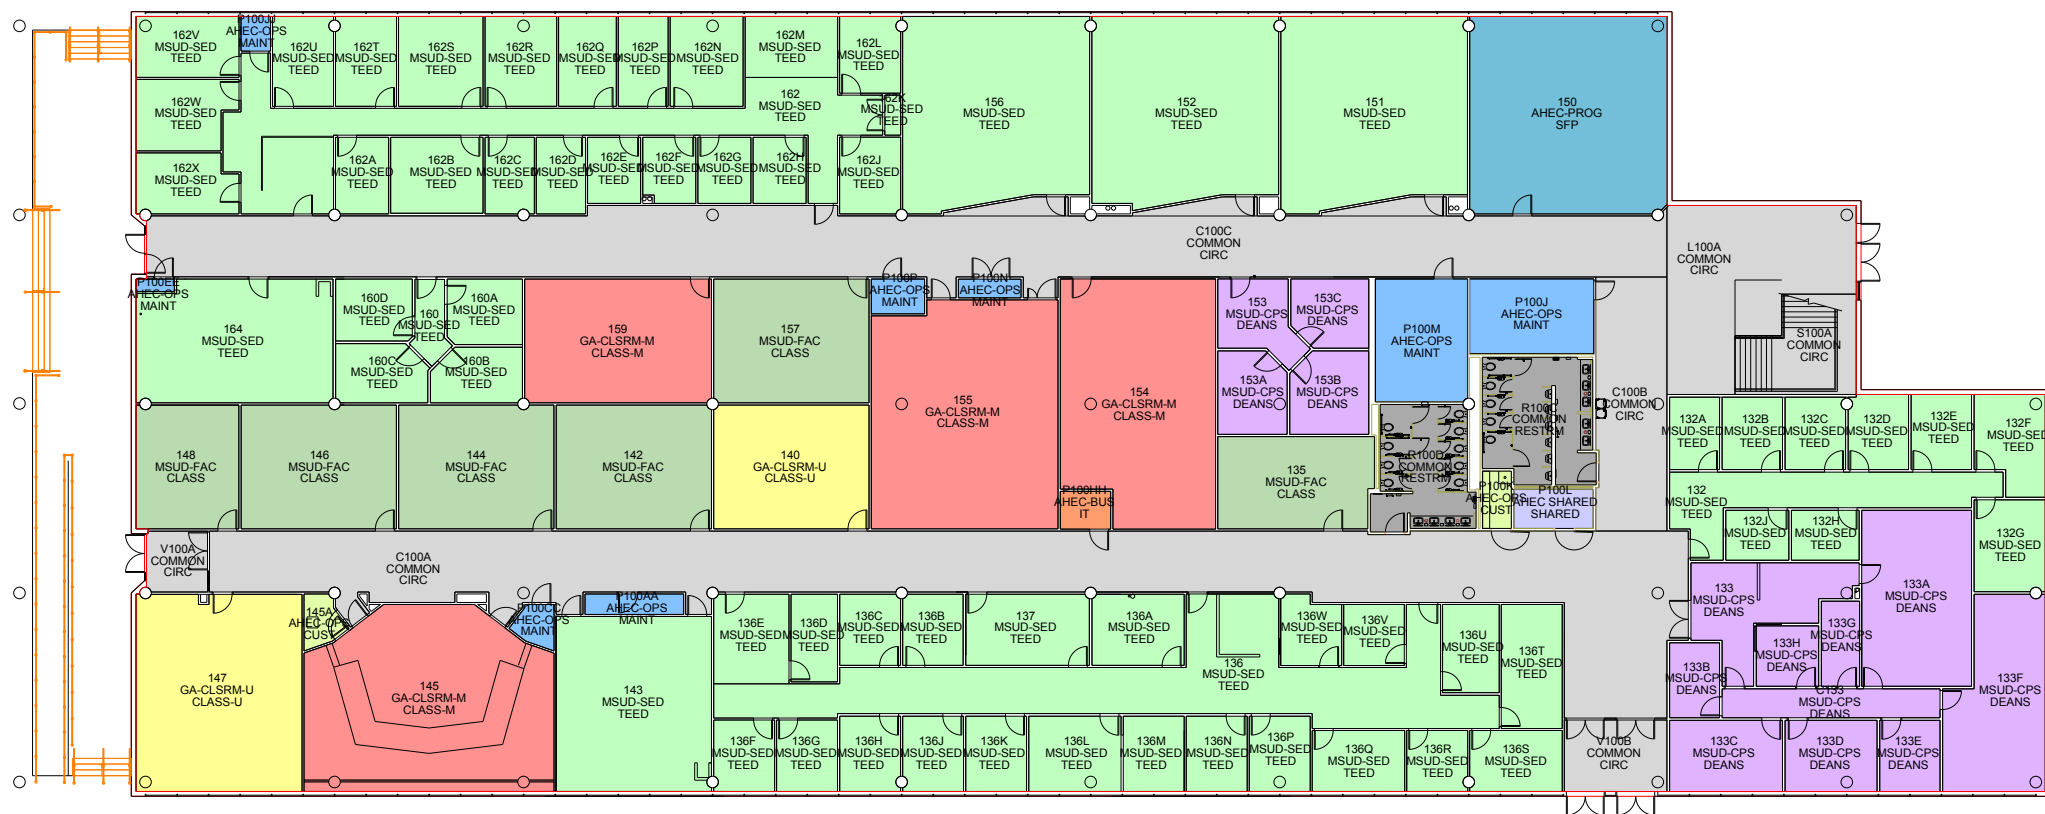 162V
MSUD-SED
TEED
P100JJ
AHEC-OPS
MAINT
162U
MSUD-SED
TEED
162T
MSUD-SED
TEED
162S
MSUD-SED
TEED
162R
MSUD-SED
TEED
162Q
MSUD-SED
TEED
162P
MSUD-SED
TEED
162N
MSUD-SED
TEED
162M
MSUD-SED
TEED
162L
MSUD-SED
TEED
162W
MSUD-SED
TEED
162
MSUD-SED
TEED
162K
MSUD-SED
TEED
156
MSUD-SED
TEED
152
MSUD-SED
TEED
151
MSUD-SED
TEED
150
AHEC-PROG
SFP
162X
MSUD-SED
TEED
162A
MSUD-SED
TEED
162B
MSUD-SED
TEED
162C
MSUD-SED
TEED
162D
MSUD-SED
TEED
162E
MSUD-SED
TEED
162F
MSUD-SED
TEED
162G
MSUD-SED
TEED
162H
MSUD-SED
TEED
162J
MSUD-SED
TEED
C100C
COMMON
CIRC
L100A
COMMON
CIRC
P100EE
AHEC-OPS
MAINT
164
MSUD-SED
TEED
160D
MSUD-SED
TEED
160
MSUD-SED
TEED
160A
MSUD-SED
TEED
160C
MSUD-SED
TEED
160B
MSUD-SED
TEED
159
GA-CLSRM-M
CLASS-M
157
MSUD-FAC
CLASS
P100P
AHEC-OPS
MAINT
P100N
AHEC-OPS
MAINT
155
GA-CLSRM-M
CLASS-M
154
GA-CLSRM-M
CLASS-M
153
MSUD-CPS
DEANS
153C
MSUD-CPS
DEANS
153A
MSUD-CPS
DEANS
153B
MSUD-CPS
DEANS
P100M
AHEC-OPS
MAINT
P100J
AHEC-OPS
MAINT
S100A
COMMON
CIRC
R100C
COMMON
RESTRM
C100B
COMMON
CIRC
148
MSUD-FAC
CLASS
146
MSUD-FAC
CLASS
144
MSUD-FAC
CLASS
142
MSUD-FAC
CLASS
140
GA-CLSRM-U
CLASS-U
P100HH
AHEC-BUS
IT
135
MSUD-FAC
CLASS
R100D
COMMON
RESTRM
P100K
AHEC-OPS
CUST
P100L
AHEC SHARED
SHARED
132A
MSUD-SED
TEED
132B
MSUD-SED
TEED
132C
MSUD-SED
TEED
132D
MSUD-SED
TEED
132E
MSUD-SED
TEED
132F
MSUD-SED
TEED
132
MSUD-SED
TEED
132J
MSUD-SED
TEED
132H
MSUD-SED
TEED
132G
MSUD-SED
TEED
V100A
COMMON
CIRC
C100A
COMMON
CIRC
147
GA-CLSRM-U
CLASS-U
145A
AHEC-OPS
CUST
145
GA-CLSRM-M
CLASS-M
P100CC
AHEC-OPS
MAINT
P100AA
AHEC-OPS
MAINT
143
MSUD-SED
TEED
136E
MSUD-SED
TEED
136D
MSUD-SED
TEED
136C
MSUD-SED
TEED
136B
MSUD-SED
TEED
137
MSUD-SED
TEED
136A
MSUD-SED
TEED
136
MSUD-SED
TEED
136W
MSUD-SED
TEED
136V
MSUD-SED
TEED
136U
MSUD-SED
TEED
136T
MSUD-SED
TEED
133
MSUD-CPS
DEANS
133A
MSUD-CPS
DEANS
133G
MSUD-CPS
DEANS
133H
MSUD-CPS
DEANS
133B
MSUD-CPS
DEANS
133F
MSUD-CPS
DEANS
C133
MSUD-CPS
DEANS
136F
MSUD-SED
TEED
136G
MSUD-SED
TEED
136H
MSUD-SED
TEED
136J
MSUD-SED
TEED
136K
MSUD-SED
TEED
136L
MSUD-SED
TEED
136M
MSUD-SED
TEED
136N
MSUD-SED
TEED
136P
MSUD-SED
TEED
136Q
MSUD-SED
TEED
136R
MSUD-SED
TEED
136S
MSUD-SED
TEED
V100B
COMMON
CIRC
133C
MSUD-CPS
DEANS
133D
MSUD-CPS
DEANS
133E
MSUD-CPS
DEANS